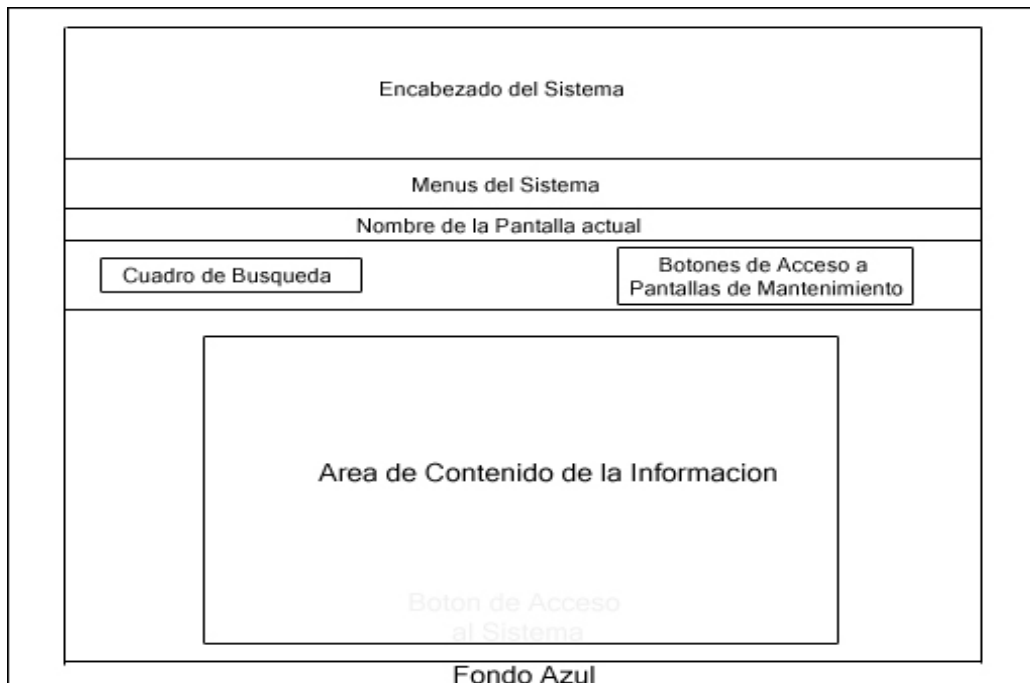 Encabezado del Sistema
Menus del Sistema
Nombre de la Pantalla actual
Cuadro de Busqueda
Botones de Acceso a
Pantallas de Mantenimiento
Area de Contenido de la Informacion
Boton de Acceso
al Sistema
Fondo Azul